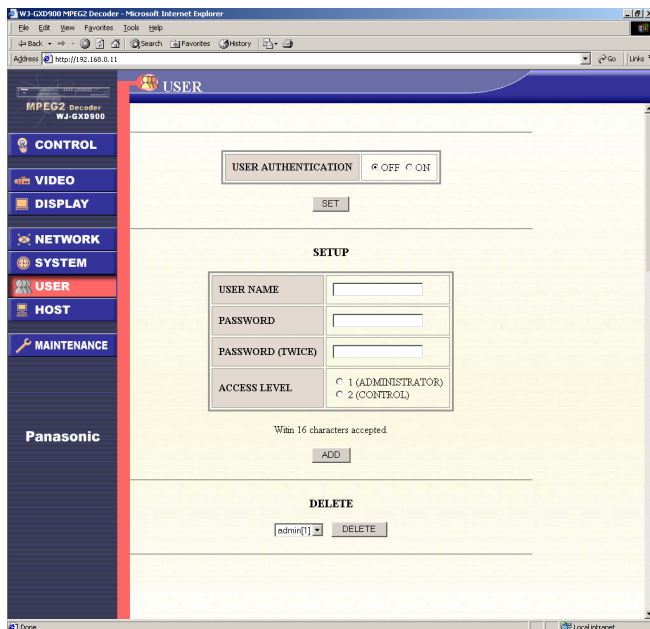 WJ-GXD900 MPEG2 Decoder - Microsoft Internet Explorer
File Edit View Favorites Tools Help
Back Search Favorites History
Address http://192.168.0.11 Go Links
MPEG2 Decoder
WJ-GXD900
USER
CONTROL
VIDEO
DISPLAY
NETWORK
SYSTEM
USER
HOST
MAINTENANCE
Panasonic
USER AUTHENTICATION OFF ON
SET
SETUP
USER NAME
PASSWORD
PASSWORD (TWICE)
ACCESS LEVEL
1 (ADMINISTRATOR)
2 (CONTROL)
Witin 16 characters accepted.
ADD
DELETE
admin[1] DELETE
Done Local intranet